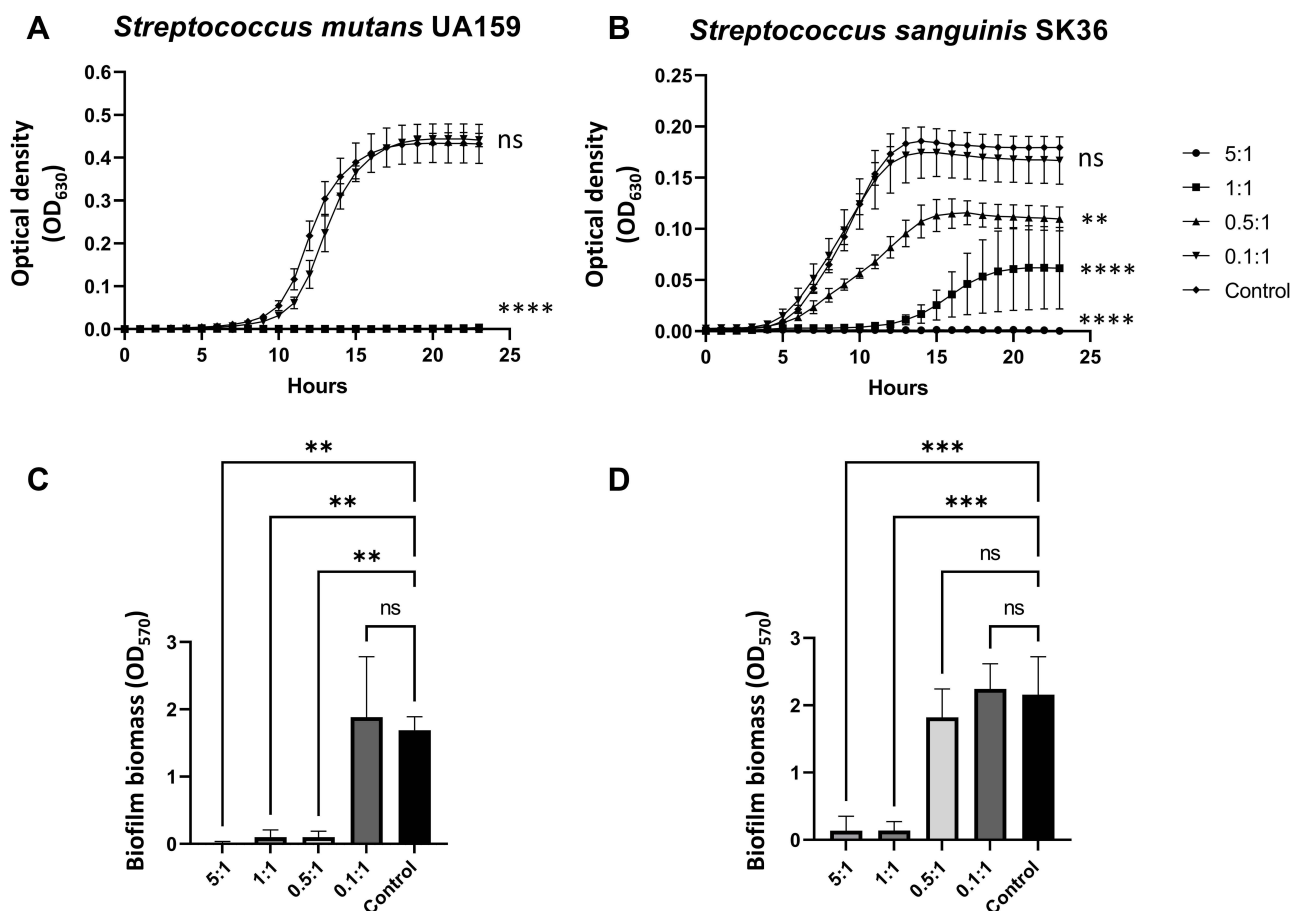 A
Streptococcus mutans UA159
Optical density
(OD630)
0.6
0.5
0.4
0.3
0.2
0.1
0.0
0 5 10 15 20 25
Hours
ns
****
B
Streptococcus sanguinis SK36
Optical density
(OD630)
0.25
0.20
0.15
0.10
0.05
0.00
0 5 10 15 20 25
Hours
ns
**
****
****
5:1
1:1
0.5:1
0.1:1
Control
C
**
**
**
ns
Biofilm biomass (OD570)
3
2
1
0
5:1 1:1 0.5:1 0.1:1 Control
D
***
***
ns
ns
Biofilm biomass (OD570)
3
2
1
0
5:1 1:1 0.5:1 0.1:1 Control